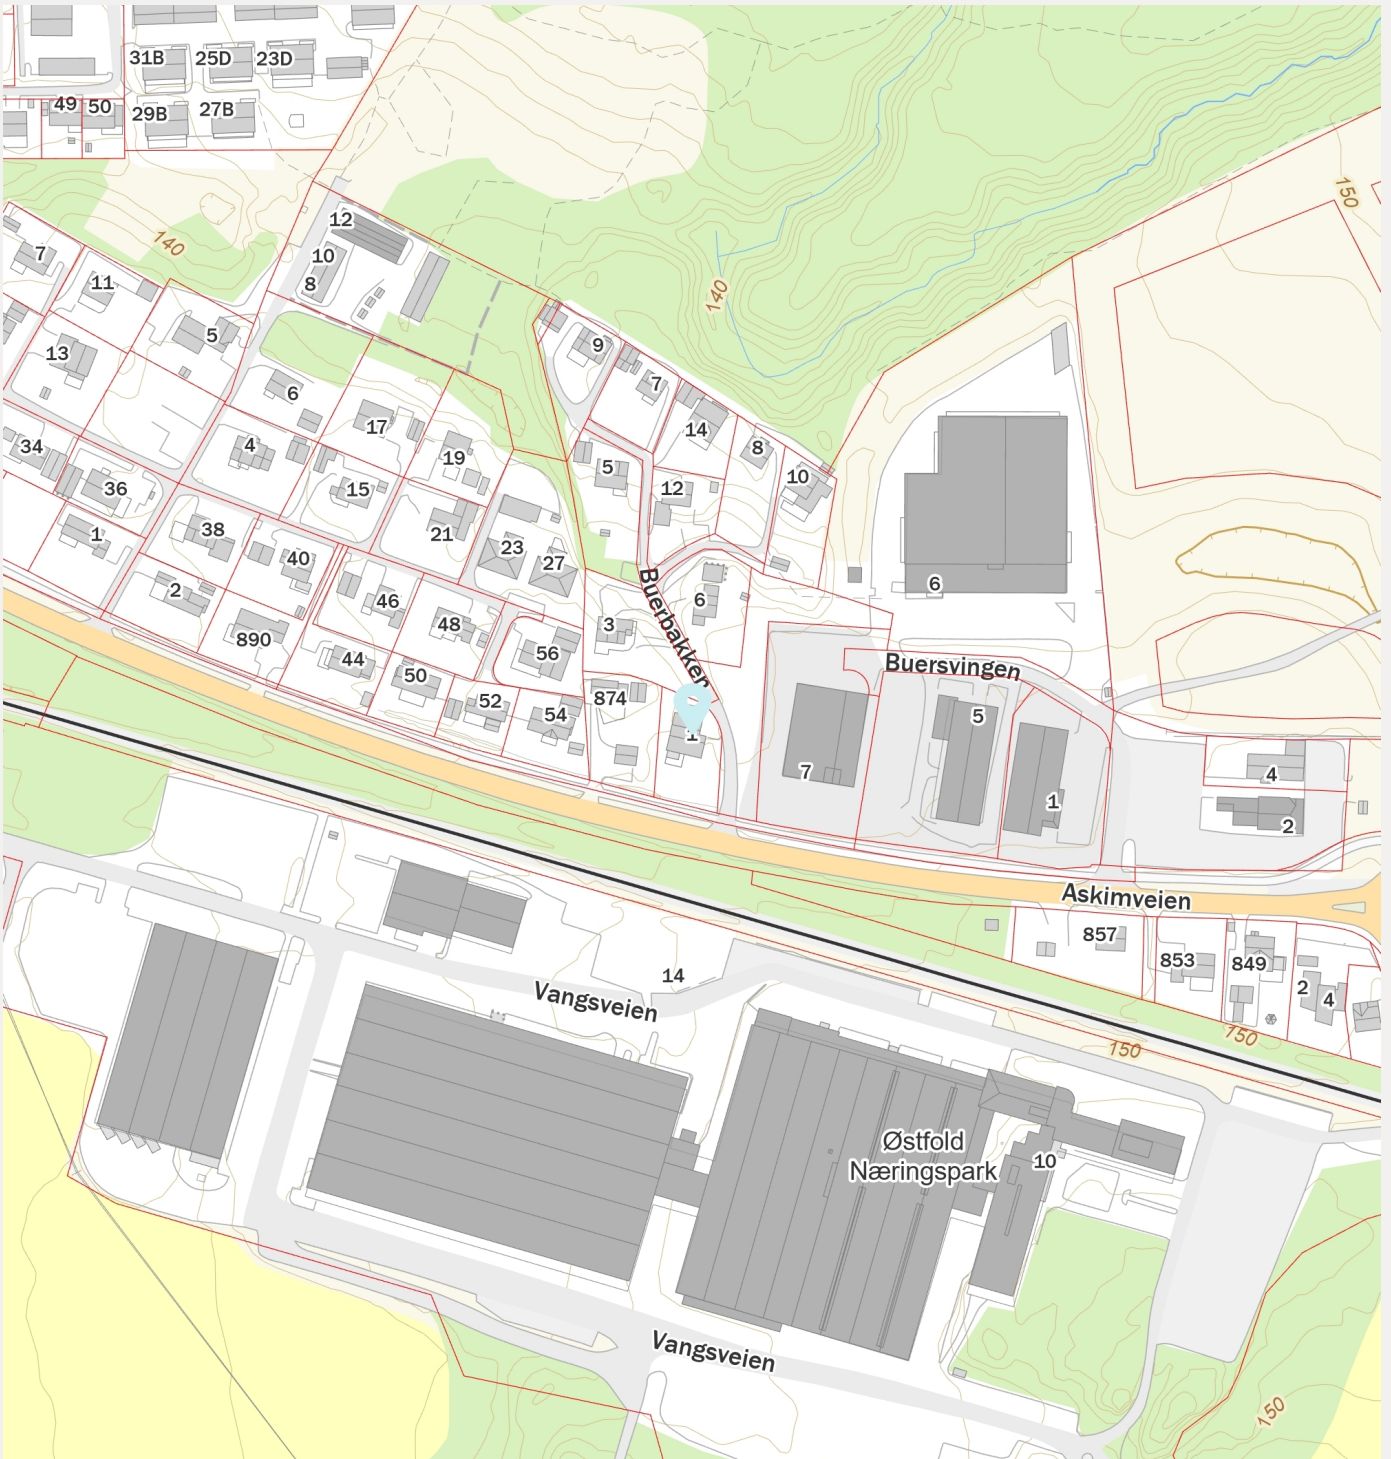 31B 25D 23D
49 50 29B 27B
12
7 140 10
11 8
150
140
5
13 9
6 7
17 14
34 4 8
19 5
36 15 12 10
1 38 21
23 27
40
2 46 6 6
890 48 3
Buerbakken
44 56
50 Buersvingen
52 54 874
5
1
7 4
1
2
Askimveien
857
853 849
14 2 4
Vangsveien
150 150
Østfold
Næringspark
10
Vangsveien
150